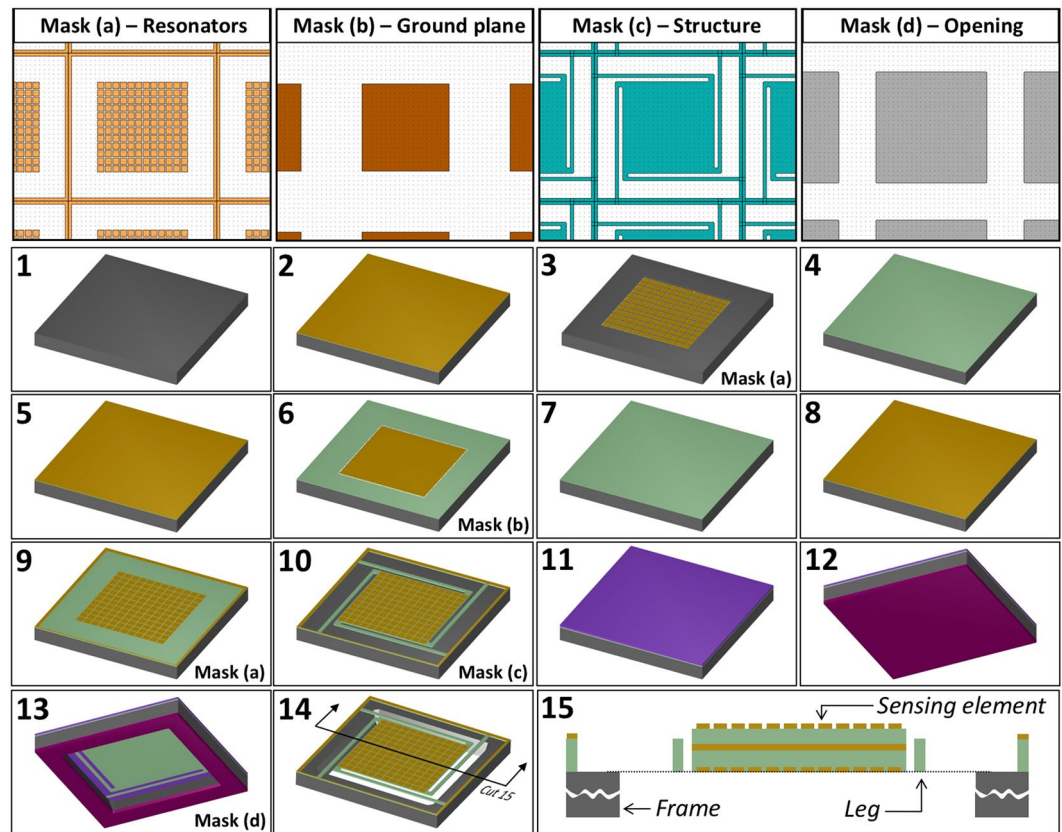 Mask (a) – Resonators
Mask (b) – Ground plane
Mask (c) – Structure
Mask (d) – Opening
1
2
3
Mask (a)
4
5
6
Mask (b)
7
8
9
Mask (a)
10
Mask (c)
11
12
13
Mask (d)
14
Cut 15
15
Sensing element
Frame
Leg